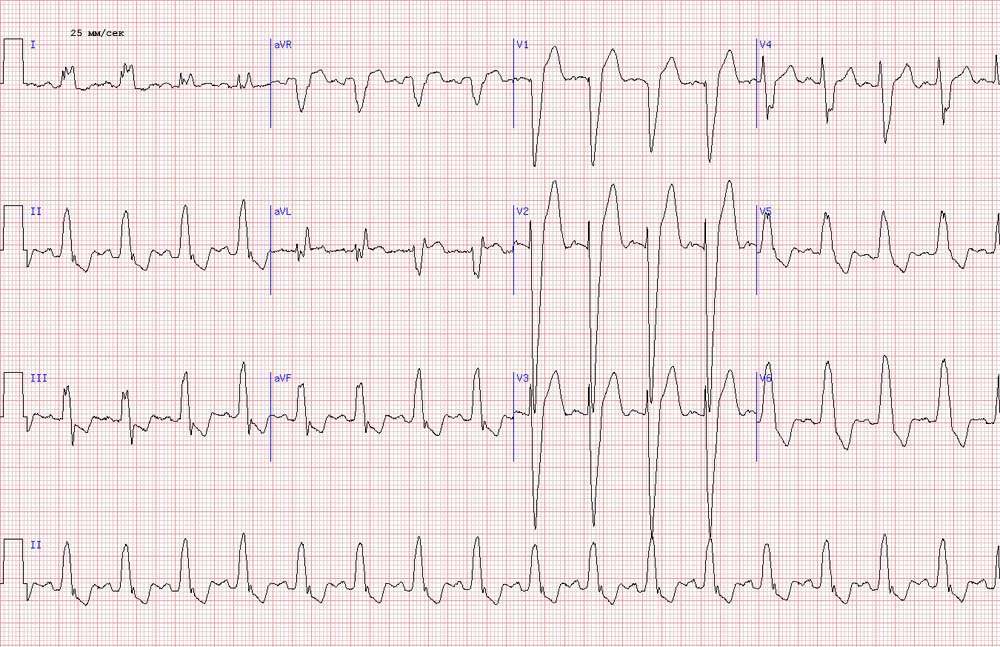 25 мм/сек
I aVR V1 V4
II aVL V2 V5
III aVF V3 V6
II